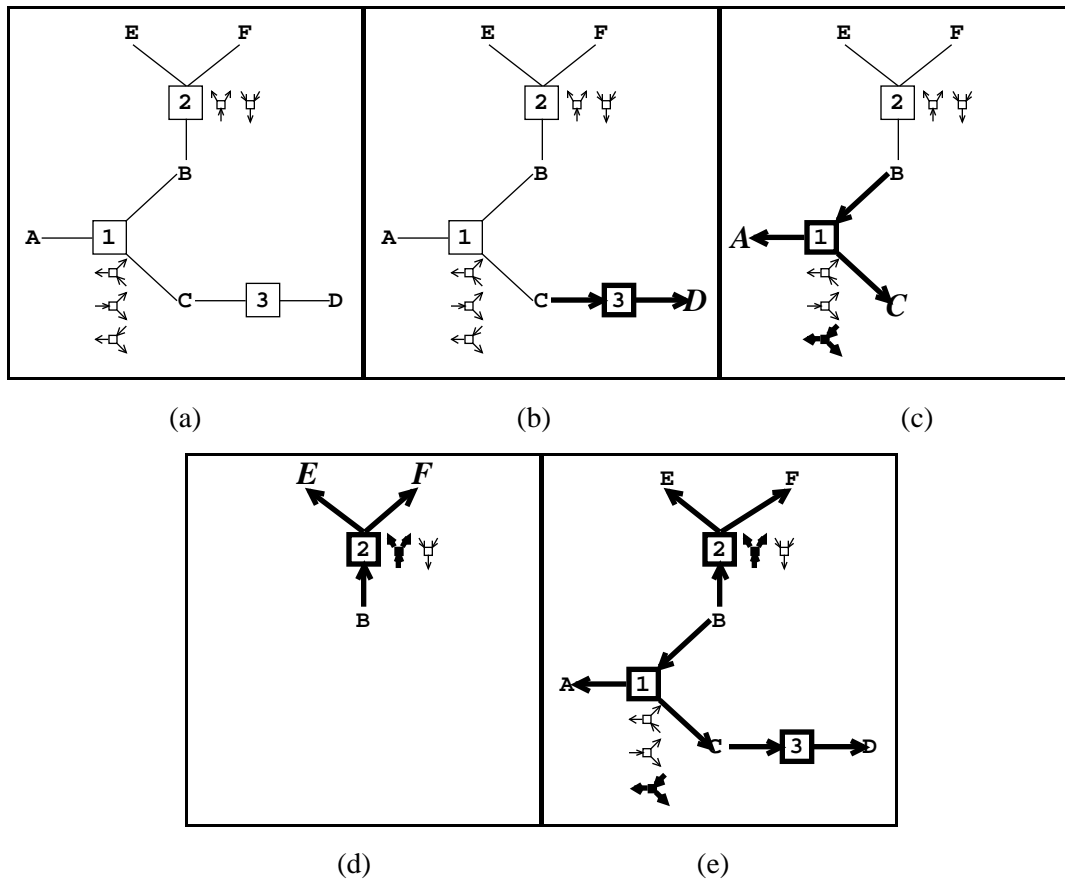 E F E F E F
2 2 2
B B B
A 1 A 1 A 1
C 3 D C 3 D C
(a) (b) (c)
E F E F
2 2
B B
A 1
C 3 D
(d) (e)